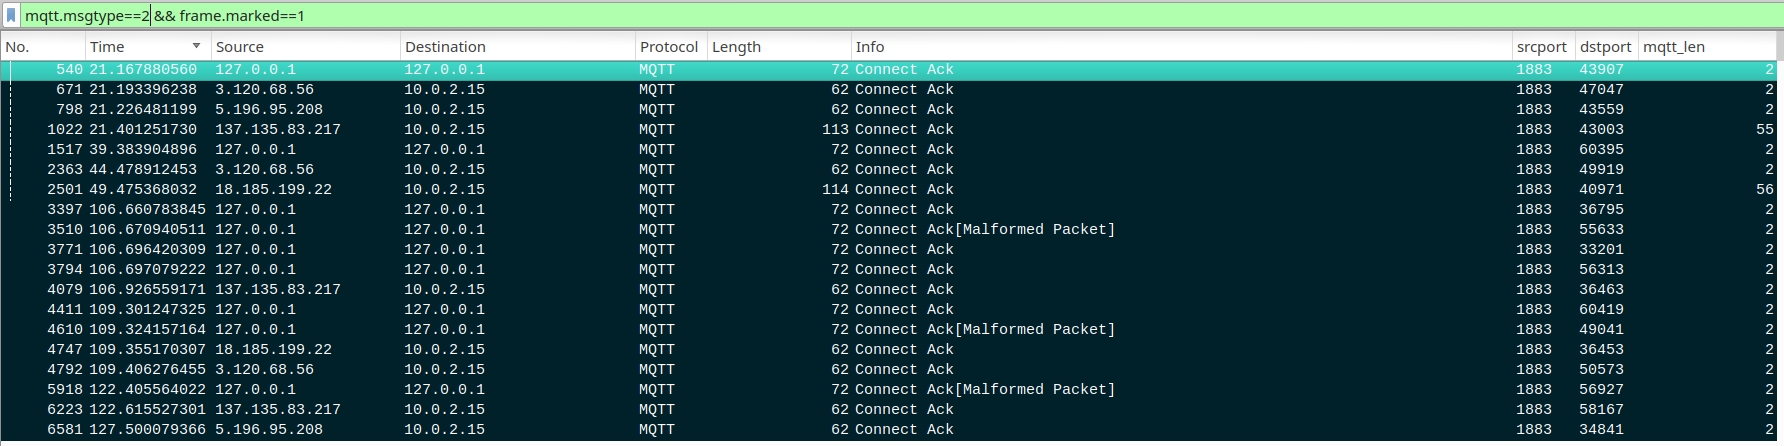 mqtt.msgtype==2 && frame.marked==1
No. Time Source Destination Protocol Length Info srcport dstport mqtt_len
540 21.167880560 127.0.0.1 127.0.0.1 MQTT 72 Connect Ack 1883 43907 2
671 21.193396238 3.120.68.56 10.0.2.15 MQTT 62 Connect Ack 1883 47047 2
798 21.226481199 5.196.95.208 10.0.2.15 MQTT 62 Connect Ack 1883 43559 2
1022 21.401251730 137.135.83.217 10.0.2.15 MQTT 113 Connect Ack 1883 43003 55
1517 39.383904896 127.0.0.1 127.0.0.1 MQTT 72 Connect Ack 1883 60395 2
2363 44.478912453 3.120.68.56 10.0.2.15 MQTT 62 Connect Ack 1883 49919 2
2501 49.475368032 18.185.199.22 10.0.2.15 MQTT 114 Connect Ack 1883 40971 56
3397 106.660783845 127.0.0.1 127.0.0.1 MQTT 72 Connect Ack 1883 36795 2
3510 106.670940511 127.0.0.1 127.0.0.1 MQTT 72 Connect Ack[Malformed Packet] 1883 55633 2
3771 106.696420309 127.0.0.1 127.0.0.1 MQTT 72 Connect Ack 1883 33201 2
3794 106.697079222 127.0.0.1 127.0.0.1 MQTT 72 Connect Ack 1883 56313 2
4079 106.926559171 137.135.83.217 10.0.2.15 MQTT 62 Connect Ack 1883 36463 2
4411 109.301247325 127.0.0.1 127.0.0.1 MQTT 72 Connect Ack 1883 60419 2
4610 109.324157164 127.0.0.1 127.0.0.1 MQTT 72 Connect Ack[Malformed Packet] 1883 49041 2
4747 109.355170307 18.185.199.22 10.0.2.15 MQTT 62 Connect Ack 1883 36453 2
4792 109.406276455 3.120.68.56 10.0.2.15 MQTT 62 Connect Ack 1883 50573 2
5918 122.405564022 127.0.0.1 127.0.0.1 MQTT 72 Connect Ack[Malformed Packet] 1883 56927 2
6223 122.615527301 137.135.83.217 10.0.2.15 MQTT 62 Connect Ack 1883 58167 2
6581 127.500079366 5.196.95.208 10.0.2.15 MQTT 62 Connect Ack 1883 34841 2